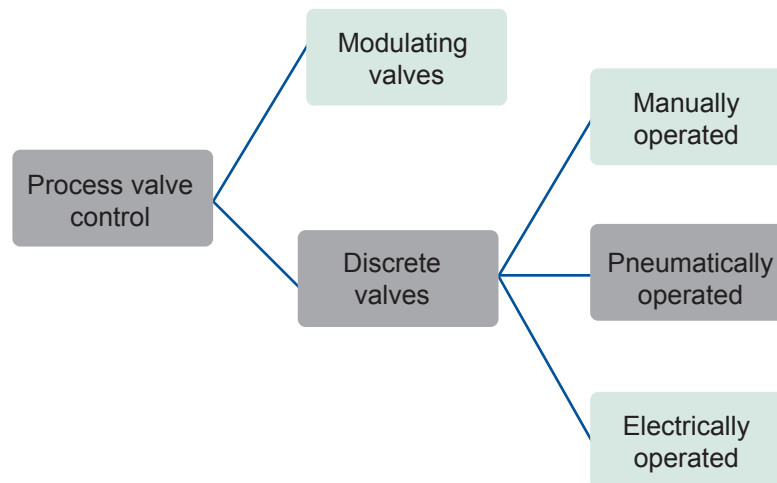 Modulating
valves
Manually
operated
Process valve
control
Discrete
valves
Pneumatically
operated
Electrically
operated